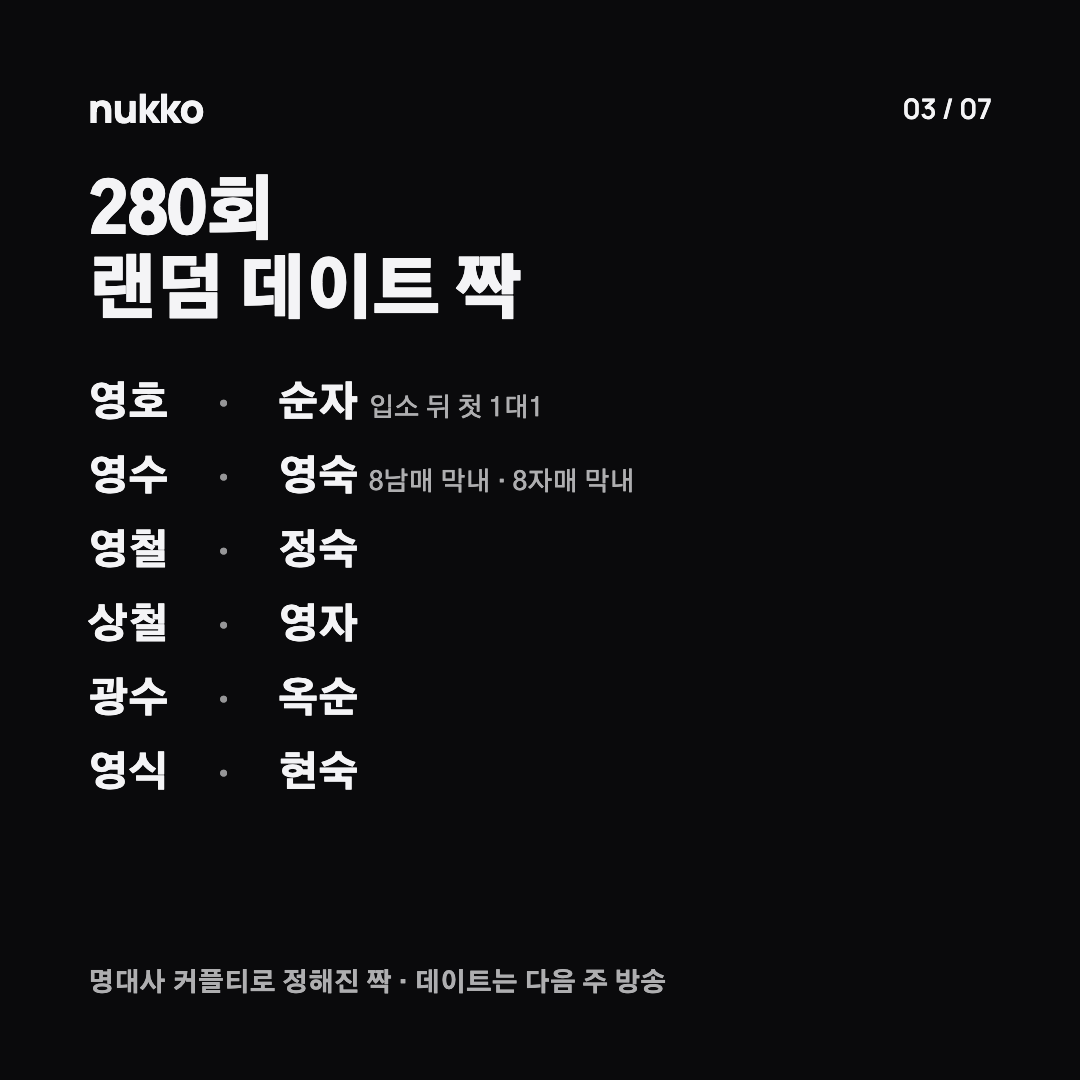 nukko
03 / 07
280회
랜덤 데이트 짝
영호 · 순자 입소 뒤 첫 1대1
영수 · 영숙 8남매 막내 · 8자매 막내
영철 · 정숙
상철 · 영자
광수 · 옥순
영식 · 현숙
명대사 커플티로 정해진 짝 · 데이트는 다음 주 방송